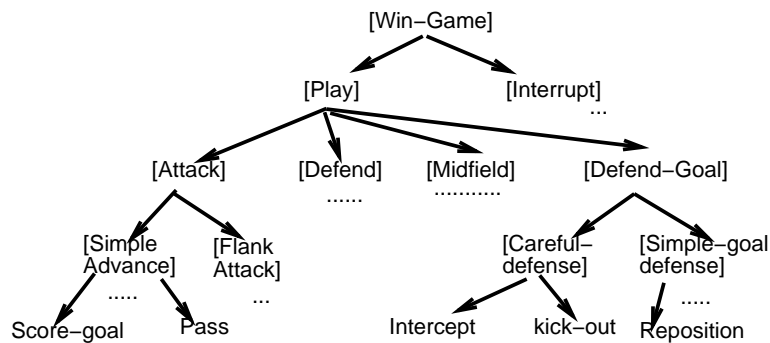 [Win–Game]
[Play]
[Interrupt]
...
[Attack]
[Defend]
[Midfield]
[Defend–Goal]
......
...........
[Simple
Advance]
[Flank
Attack]
[Careful–
defense]
[Simple–goal
defense]
.....
...
.....
Score–goal
Pass
Intercept
kick–out
Reposition